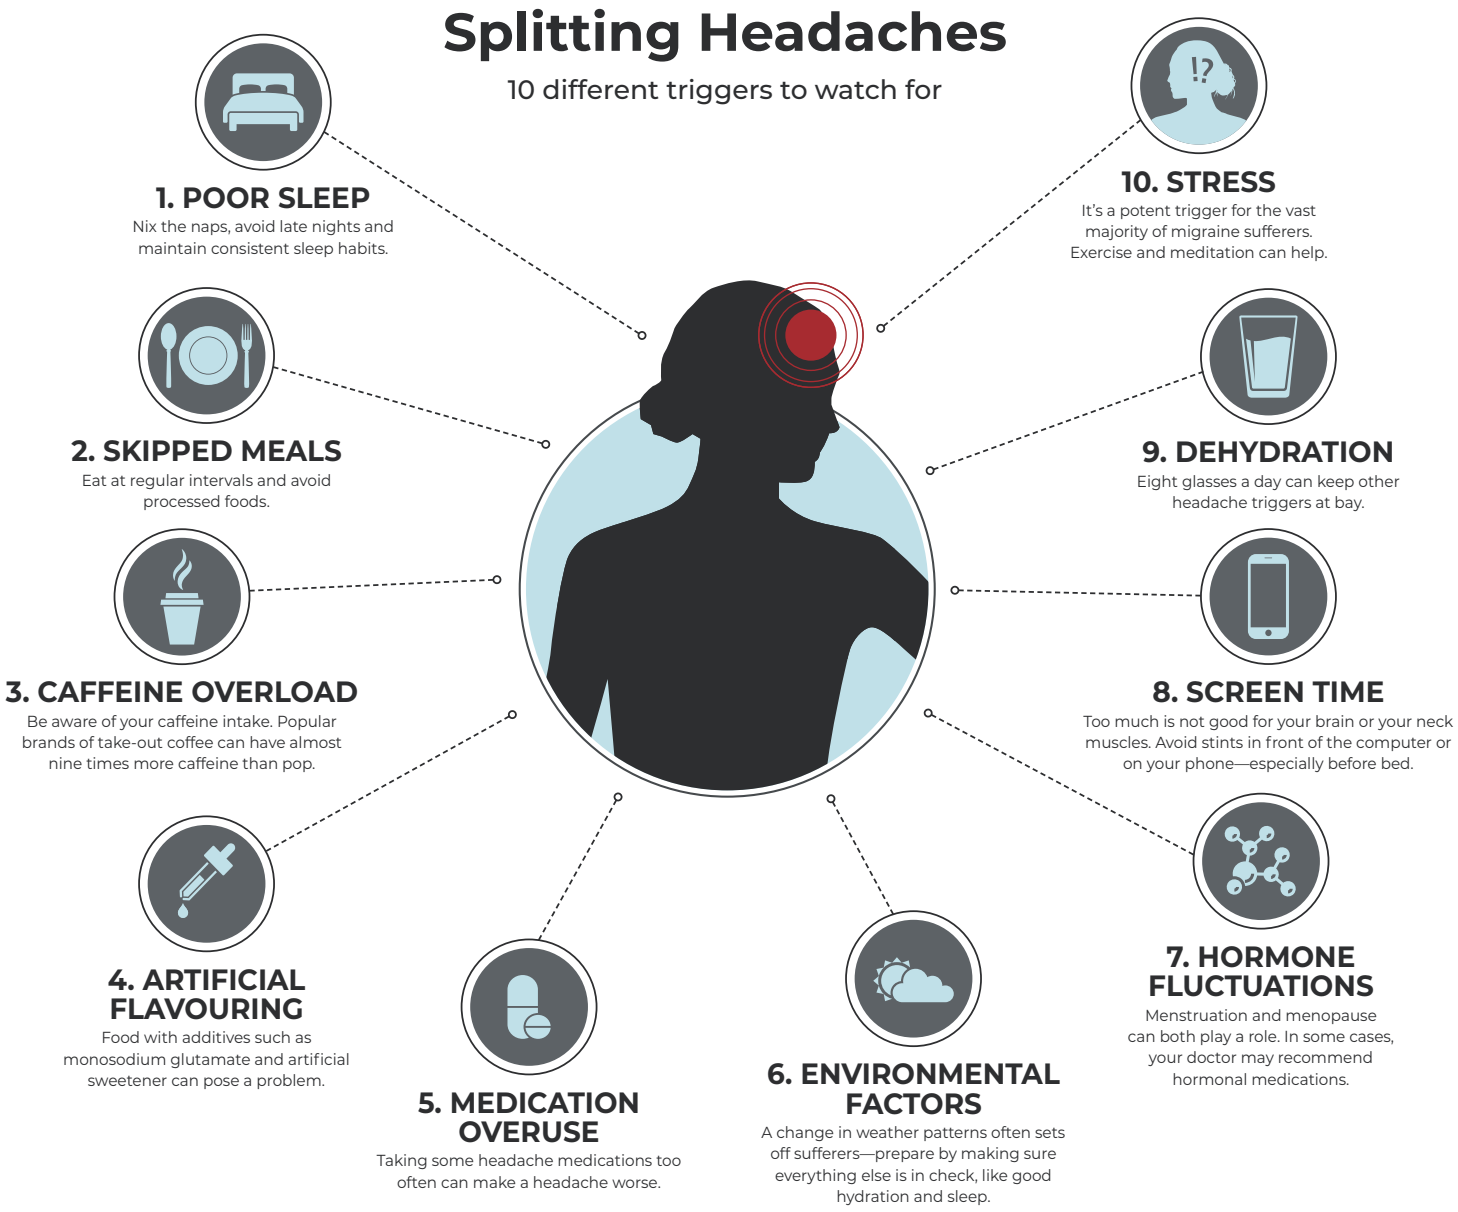 Splitting Headaches
10 different triggers to watch for
1. POOR SLEEP
Nix the naps, avoid late nights and
maintain consistent sleep habits.
2. SKIPPED MEALS
Eat at regular intervals and avoid
processed foods.
3. CAFFEINE OVERLOAD
Be aware of your caffeine intake. Popular
brands of take-out coffee can have almost
nine times more caffeine than pop.
4. ARTIFICIAL
FLAVOURING
Food with additives such as
monosodium glutamate and artificial
sweetener can pose a problem.
5. MEDICATION
OVERUSE
Taking some headache medications too
often can make a headache worse.
6. ENVIRONMENTAL
FACTORS
A change in weather patterns often sets
off sufferers—prepare by making sure
everything else is in check, like good
hydration and sleep.
7. HORMONE
FLUCTUATIONS
Menstruation and menopause
can both play a role. In some cases,
your doctor may recommend
hormonal medications.
8. SCREEN TIME
Too much is not good for your brain or your neck
muscles. Avoid stints in front of the computer or
on your phone—especially before bed.
9. DEHYDRATION
Eight glasses a day can keep other
headache triggers at bay.
!?
10. STRESS
It's a potent trigger for the vast
majority of migraine sufferers.
Exercise and meditation can help.